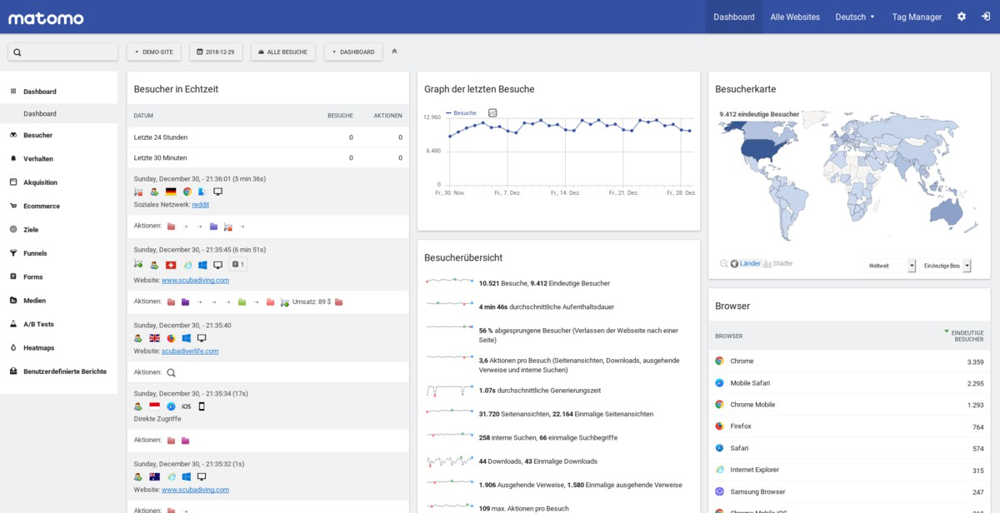 matomo
Dashboard
Alle Websites
Deutsch
Tag Manager
DEMO-SITE
2018-12-29
ALLE BESUCHE
DASHBOARD
Dashboard
Dashboard
Besucher
Verhalten
Akquisition
Ecommerce
Ziele
Funnels
Forms
Medien
A/B Tests
Heatmaps
Benutzerdefinierte Berichte
Besucher in Echtzeit
DATUM BESUCHE AKTIONEN
Letzte 24 Stunden 0 0
Letzte 30 Minuten 0 0
Sunday, December 30, - 21:36:01 (5 min 36s)
Soziales Netzwerk: reddit
Aktionen:
Sunday, December 30, - 21:35:45 (6 min 51s)
1
Website: www.scubadiving.com
Aktionen: Umsatz: 89 $
Sunday, December 30, - 21:35:40
Website: scubadiverlife.com
Aktionen:
Sunday, December 30, - 21:35:34 (17s)
iOS
Direkte Zugriffe
Aktionen:
Sunday, December 30, - 21:35:32 (1s)
Website: www.scubadiving.com
Aktionen:
Graph der letzten Besuche
Besuche
12.960
6.480
0
Fr., 30. Nov. Fr., 7. Dez. Fr., 14. Dez. Fr., 21. Dez. Fr., 28. Dez.
Besucherübersicht
10.521 Besuche, 9.412 Eindeutige Besucher
4 min 46s durchschnittliche Aufenthaltsdauer
56 % abgesprungene Besucher (Verlassen der Webseite nach einer
Seite)
3,6 Aktionen pro Besuch (Seitenansichten, Downloads, ausgehende
Verweise und interne Suchen)
1.07s durchschnittliche Generierungszeit
31.720 Seitenansichten, 22.164 Einmalige Seitenansichten
258 interne Suchen, 66 einmalige Suchbegriffe
44 Downloads, 43 Einmalige Downloads
1.906 Ausgehende Verweise, 1.580 Einmalige ausgehende Verweise
109 max. Aktionen pro Besuch
Besucherkarte
9.412 eindeutige Besucher
Länder Städte
Weltweit
Eindeutige Besu
Browser
BROWSER EINDEUTIGE
BESUCHER
Chrome 3.359
Mobile Safari 2.295
Chrome Mobile 1.293
Firefox 764
Safari 574
Internet Explorer 315
Samsung Browser 247
Chrome Mobile iOS